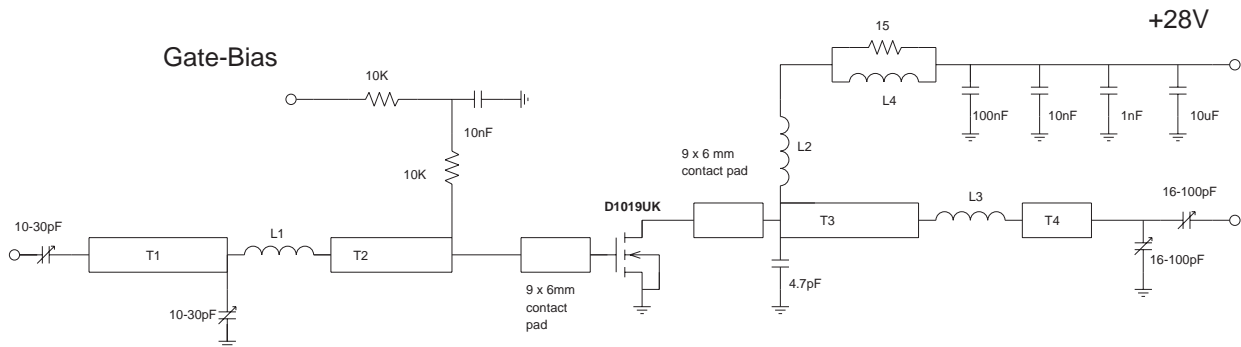 +28V
15
Gate-Bias
10K
L4
100nF
10nF
1nF
10uF
10nF
L2
9 x 6 mm
contact pad
10K
D1019UK
L3
16-100pF
10-30pF
L1
T3
T4
T1
T2
16-100pF
4.7pF
9 x 6mm
contact
pad
10-30pF